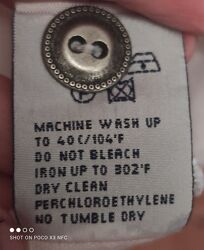 MACHINE WASH UP
TO 40C/104°F
DO NOT BLEACH
IRON UP TO 302°F
DRY CLEAN
PERCHLOROETHYLENE
NO TUMBLE DRY
SHOT ON POCO X3 NFC